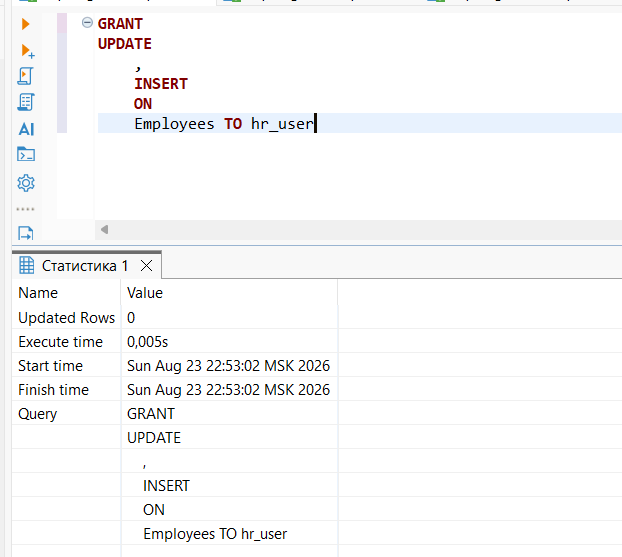 GRANT
UPDATE
,
INSERT
ON
Employees TO hr_user
AI
Статистика 1
Name Value
Updated Rows 0
Execute time 0,005s
Start time Sun Aug 23 22:53:02 MSK 2026
Finish time Sun Aug 23 22:53:02 MSK 2026
Query GRANT
UPDATE
,
INSERT
ON
Employees TO hr_user